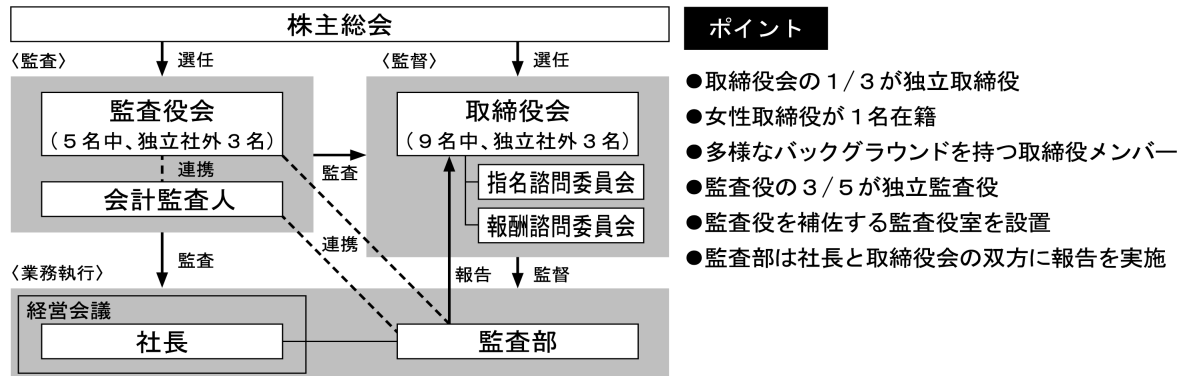 株主総会
〈監査〉
選任
〈監督〉
選任
監査役会
（５名中、独立社外３名）
連携
会計監査人
監査
取締役会
（９名中、独立社外３名）
指名諮問委員会
報酬諮問委員会
連携
監査
報告
監督
〈業務執行〉
経営会議
社長
監査部
ポイント
●取締役会の１/３が独立取締役
●女性取締役が１名在籍
●多様なバックグラウンドを持つ取締役メンバー
●監査役の３/５が独立監査役
●監査役を補佐する監査役室を設置
●監査部は社長と取締役会の双方に報告を実施